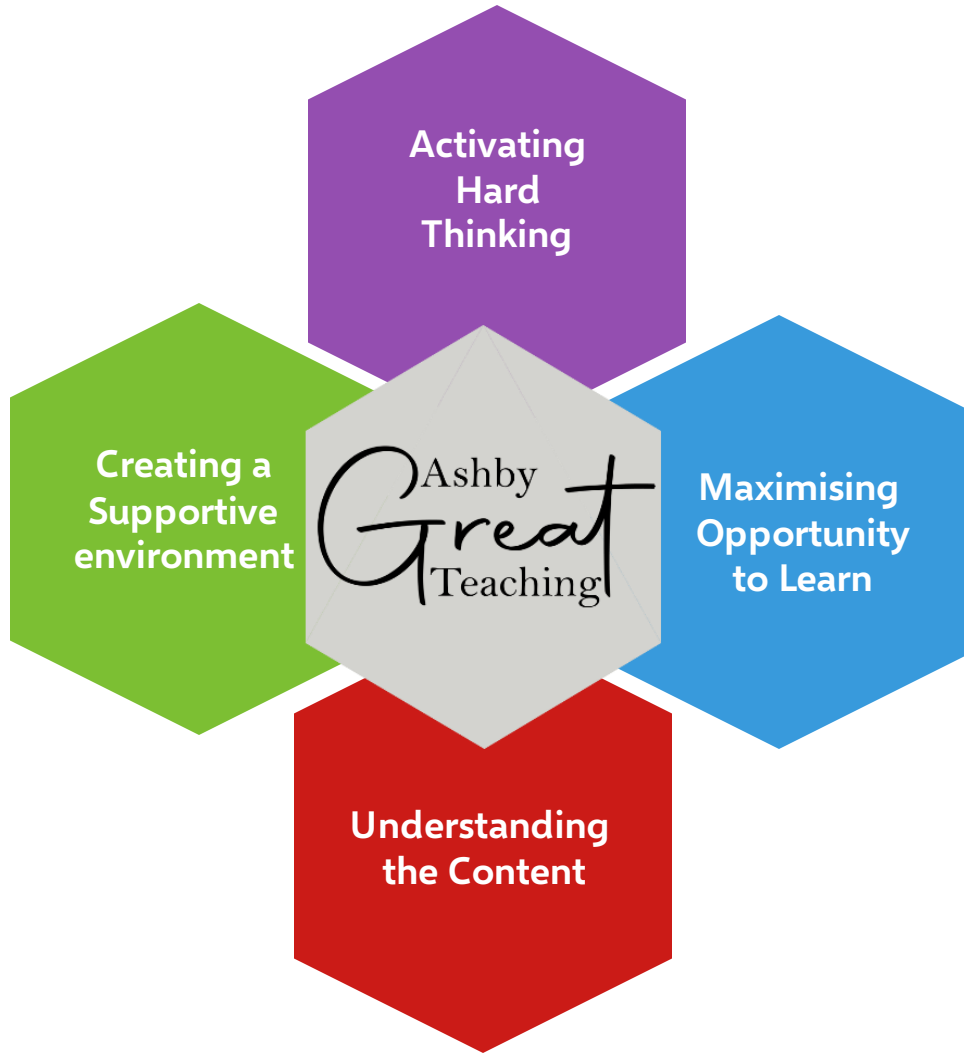 Activating
Hard
Thinking
Creating a
Supportive
environment
Ashby
Great
Teaching
Maximising
Opportunity
to Learn
Understanding
the Content